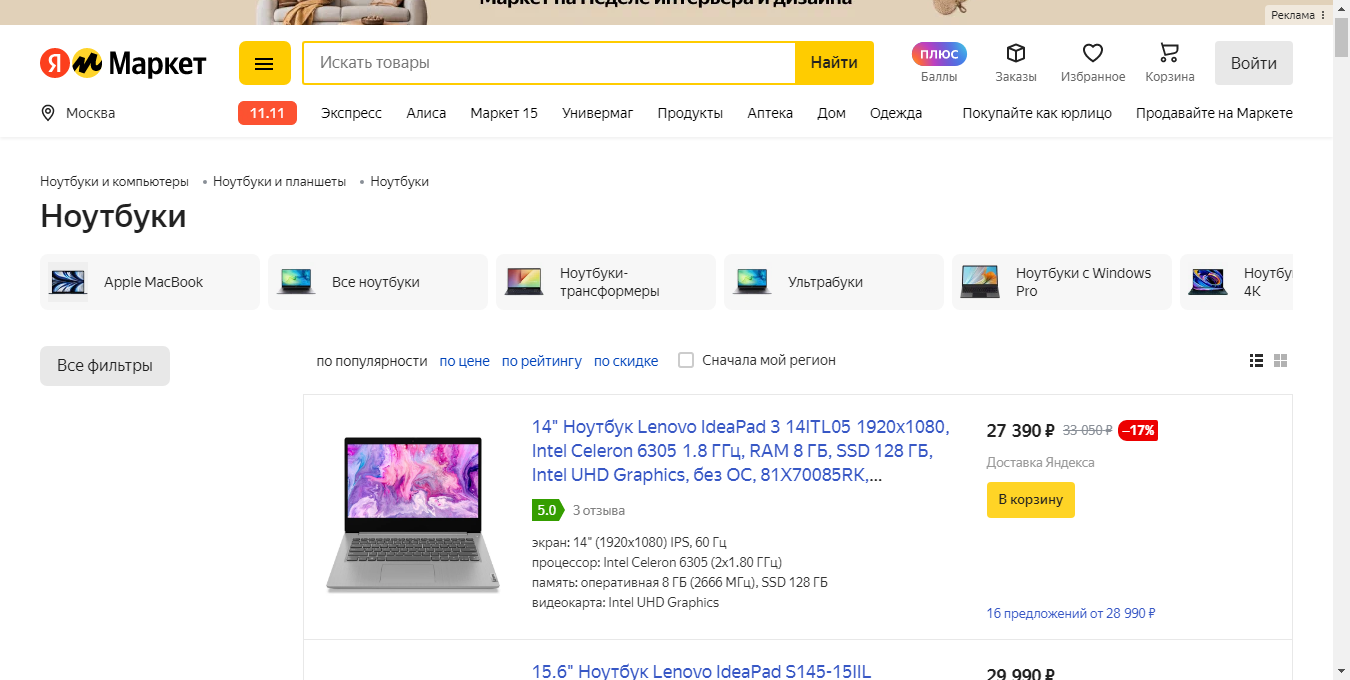 Маркет на Неделе интерьера и дизайна
Реклама
Я Маркет
Искать товары
Найти
плюс
Баллы
Заказы
Избранное
Корзина
Войти
Москва
11.11
Экспресс
Алиса
Маркет 15
Универмаг
Продукты
Аптека
Дом
Одежда
Покупайте как юрлицо
Продавайте на Маркете
Ноутбуки и компьютеры • Ноутбуки и планшеты • Ноутбуки
Ноутбуки
Apple MacBook
Все ноутбуки
Ноутбуки-
трансформеры
Ультрабуки
Ноутбуки с Windows
Pro
Ноутбу
4K
Все фильтры
по популярности
по цене
по рейтингу
по скидке
Сначала мой регион
14" Ноутбук Lenovo IdeaPad 3 14ITL05 1920x1080,
Intel Celeron 6305 1.8 ГГц, RAM 8 ГБ, SSD 128 ГБ,
Intel UHD Graphics, без ОС, 81X70085RK,...
5.0 3 отзыва
экран: 14" (1920x1080) IPS, 60 Гц
процессор: Intel Celeron 6305 (2x1.80 ГГц)
память: оперативная 8 ГБ (2666 МГц), SSD 128 ГБ
видеокарта: Intel UHD Graphics
27 390 ₽ 33 050 ₽ –17%
Доставка Яндекса
В корзину
16 предложений от 28 990 ₽
15.6" Ноутбук Lenovo IdeaPad S145-15IIL
29 990 ₽